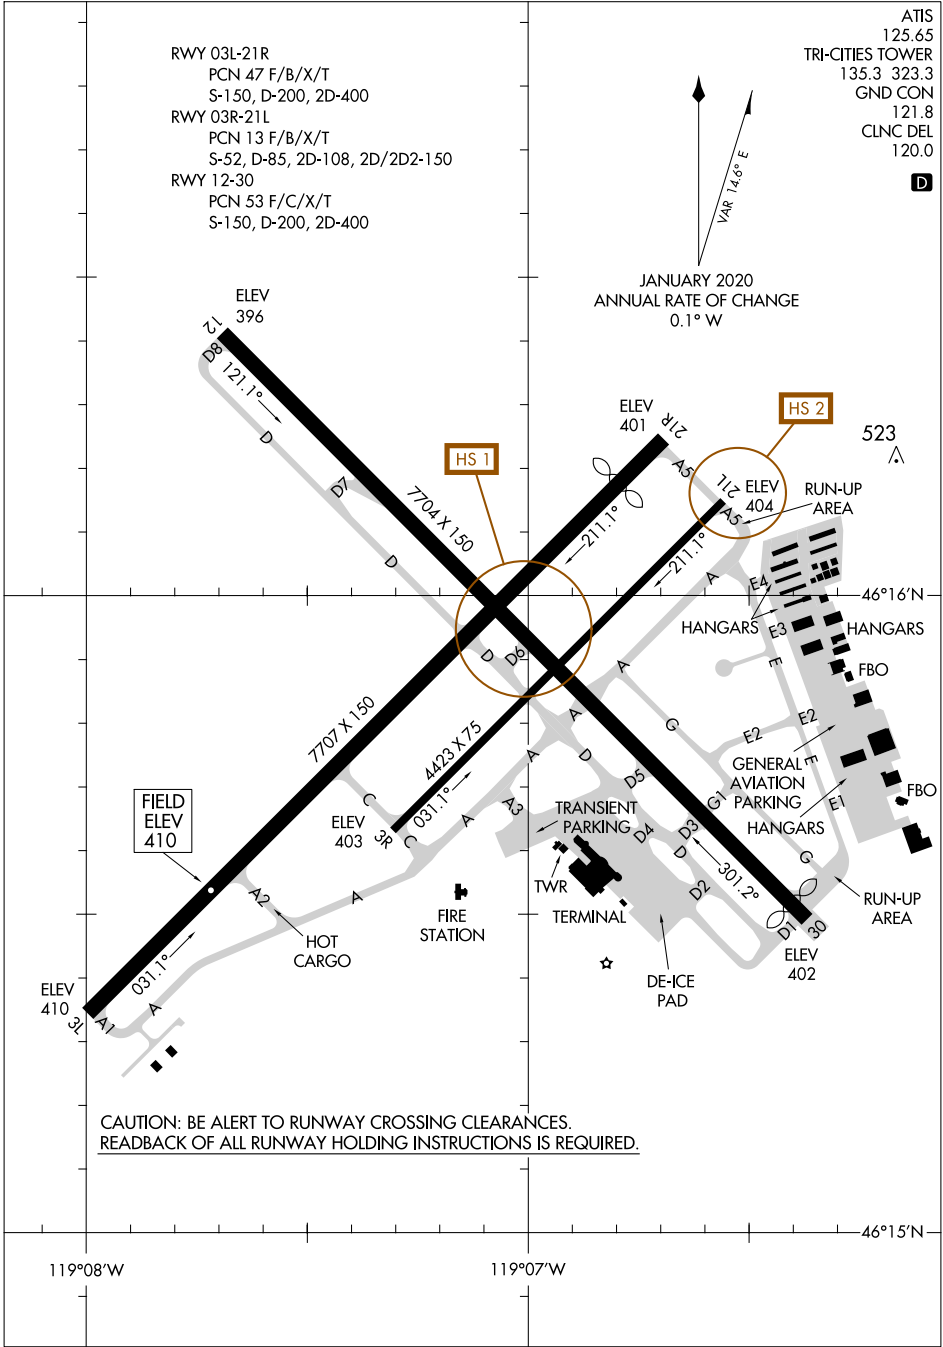 ATIS
125.65
TRI-CITIES TOWER
135.3 323.3
GND CON
121.8
CLNC DEL
120.0
D
RWY 03L-21R
PCN 47 F/B/X/T
S-150, D-200, 2D-400
RWY 03R-21L
PCN 13 F/B/X/T
S-52, D-85, 2D-108, 2D/2D2-150
RWY 12-30
PCN 53 F/C/X/T
S-150, D-200, 2D-400
VAR 14.6° E
JANUARY 2020
ANNUAL RATE OF CHANGE
0.1° W
ELEV
396
12
D8
121.1°
D
D7
7704 X 150
D
HS 1
ELEV
401
21R
A5
HS 2
523
21L
ELEV
404
A5
RUN-UP
AREA
211.1°
211.1°
A
E4
46°16'N
HANGARS
E3
HANGARS
E
FBO
D
D6
A
G
7707 X 150
4423 X 75
A
A
D
D5
E2
E2
E
GENERAL
AVIATION
PARKING
E1
FBO
HANGARS
FIELD
ELEV
410
C
ELEV
403
3R
031.1°
C
A
A3
TRANSIENT
PARKING
D4
D3
G1
D
301.2°
G
TWR
TERMINAL
D2
D1
30
ELEV
402
RUN-UP
AREA
A2
A
HOT
CARGO
FIRE
STATION
DE-ICE
PAD
031.1°
ELEV
410
3L
A1
A
CAUTION: BE ALERT TO RUNWAY CROSSING CLEARANCES.
READBACK OF ALL RUNWAY HOLDING INSTRUCTIONS IS REQUIRED.
46°15'N
119°08'W
119°07'W